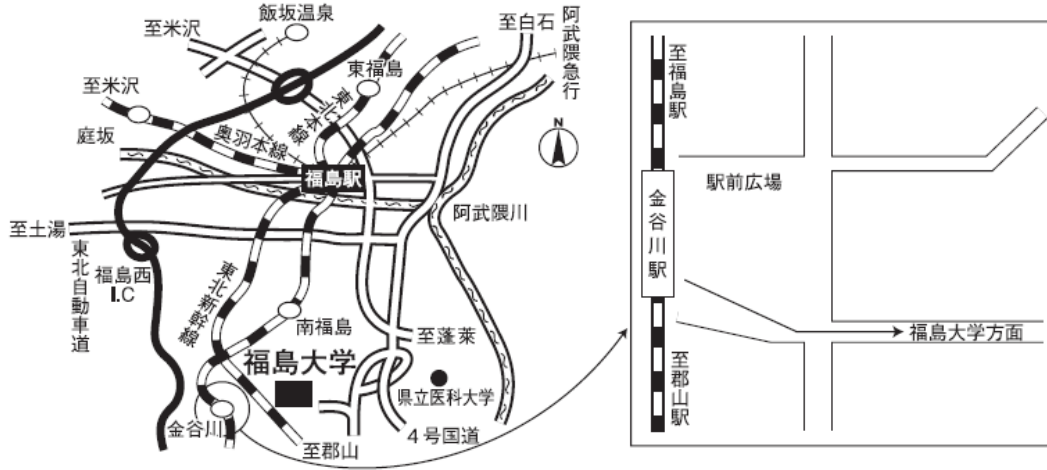 飯坂温泉
至米沢
至白石
阿武隈急行
東福島
至米沢
東北本線
庭坂
奥羽本線
N
福島駅
阿武隈川
至土湯
東北自動車道
福島西
I.C
東北新幹線
南福島
至蓬莱
福島大学
県立医科大学
金谷川
至郡山
4号国道
至福島駅
駅前広場
金谷川駅
福島大学方面
至郡山駅